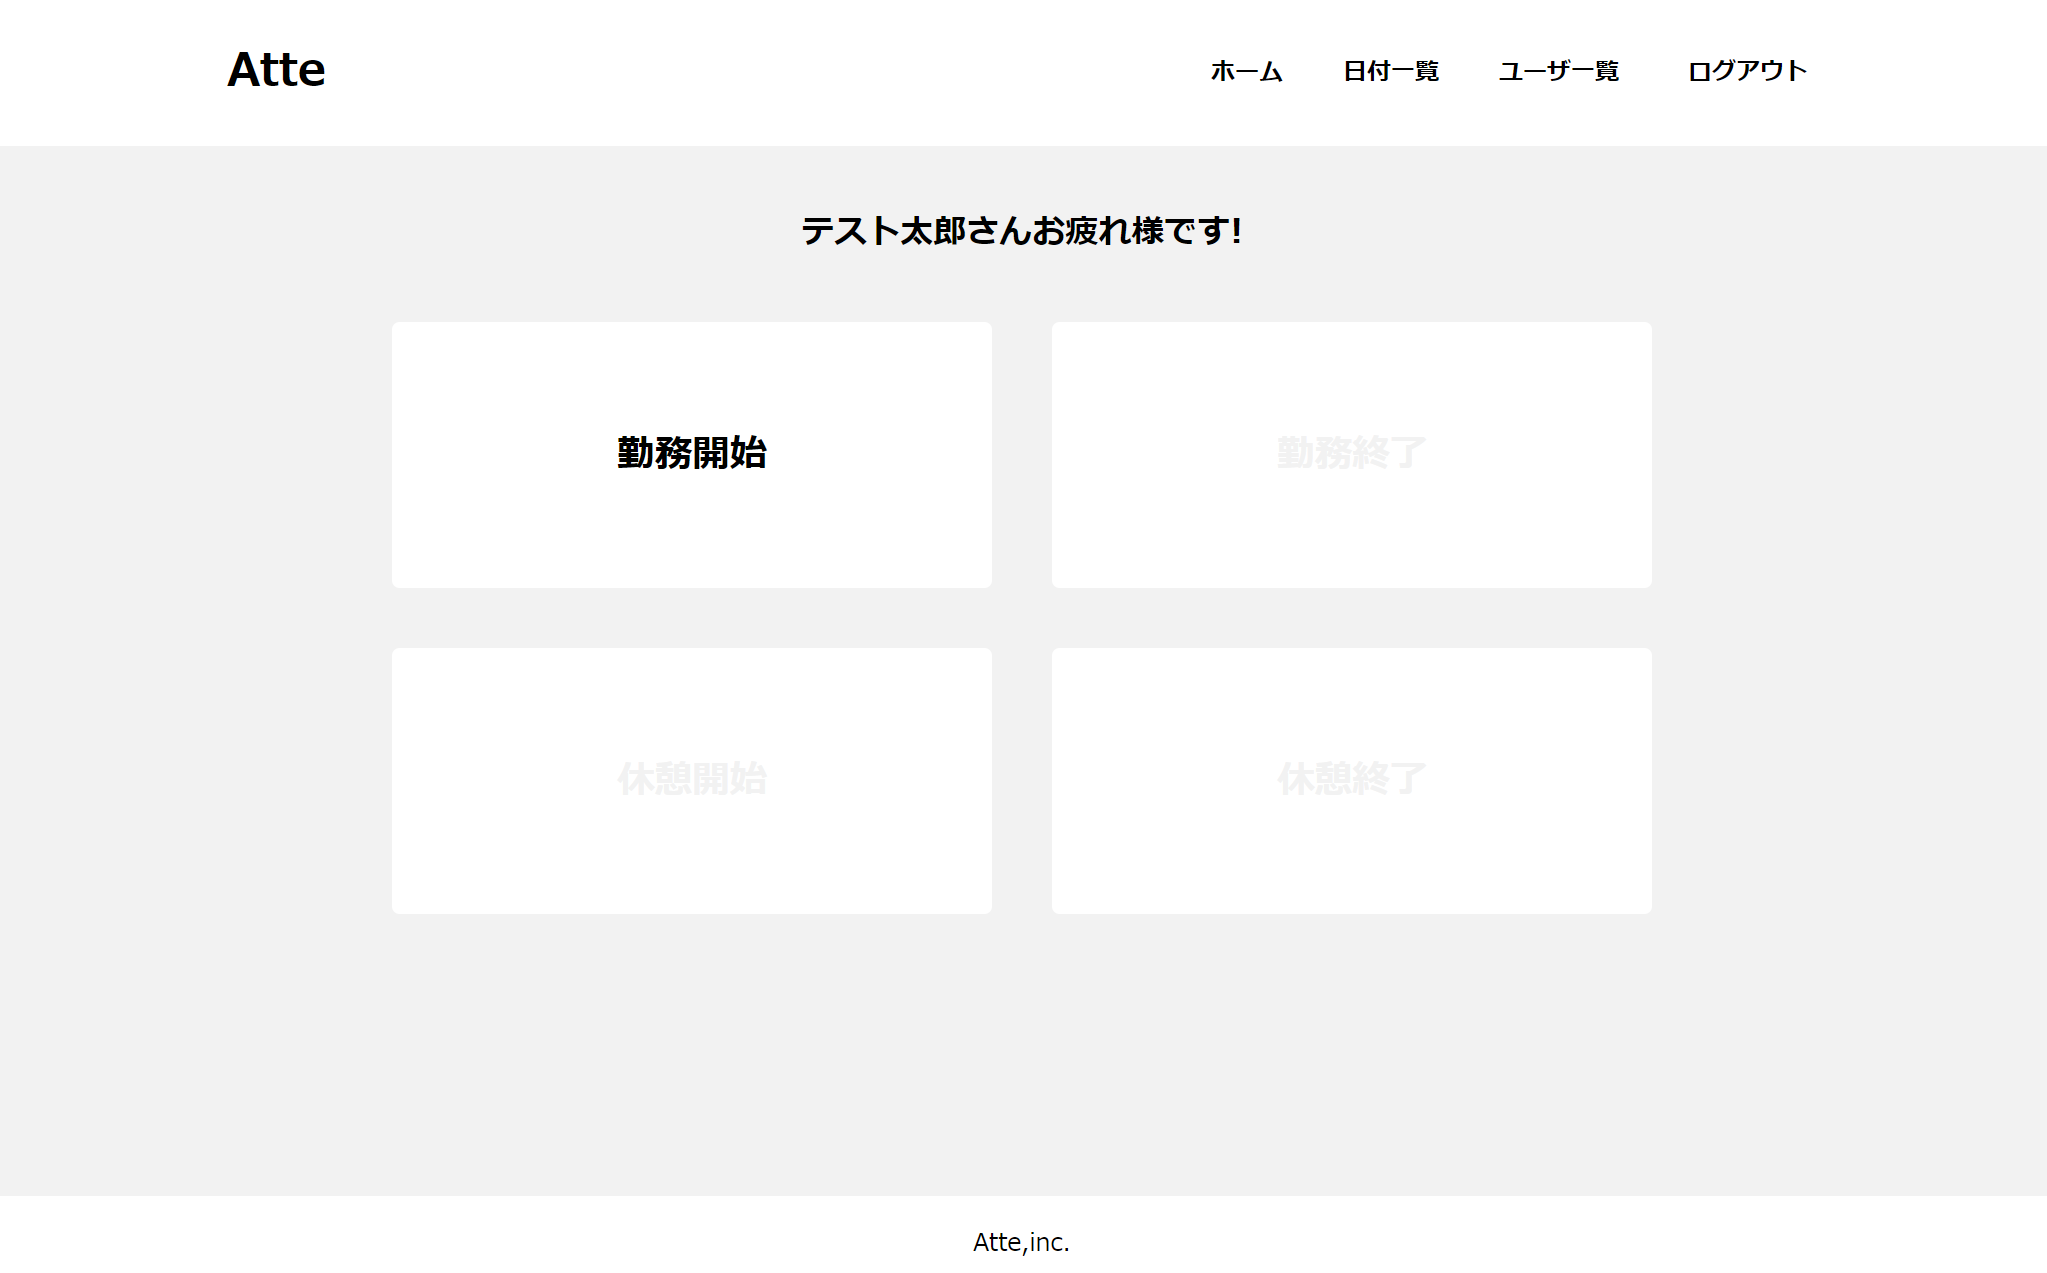 Atte
ホーム 日付一覧 ユーザ一覧 ログアウト
テスト太郎さんお疲れ様です!
勤務開始 勤務終了
休憩開始 休憩終了
Atte,inc.